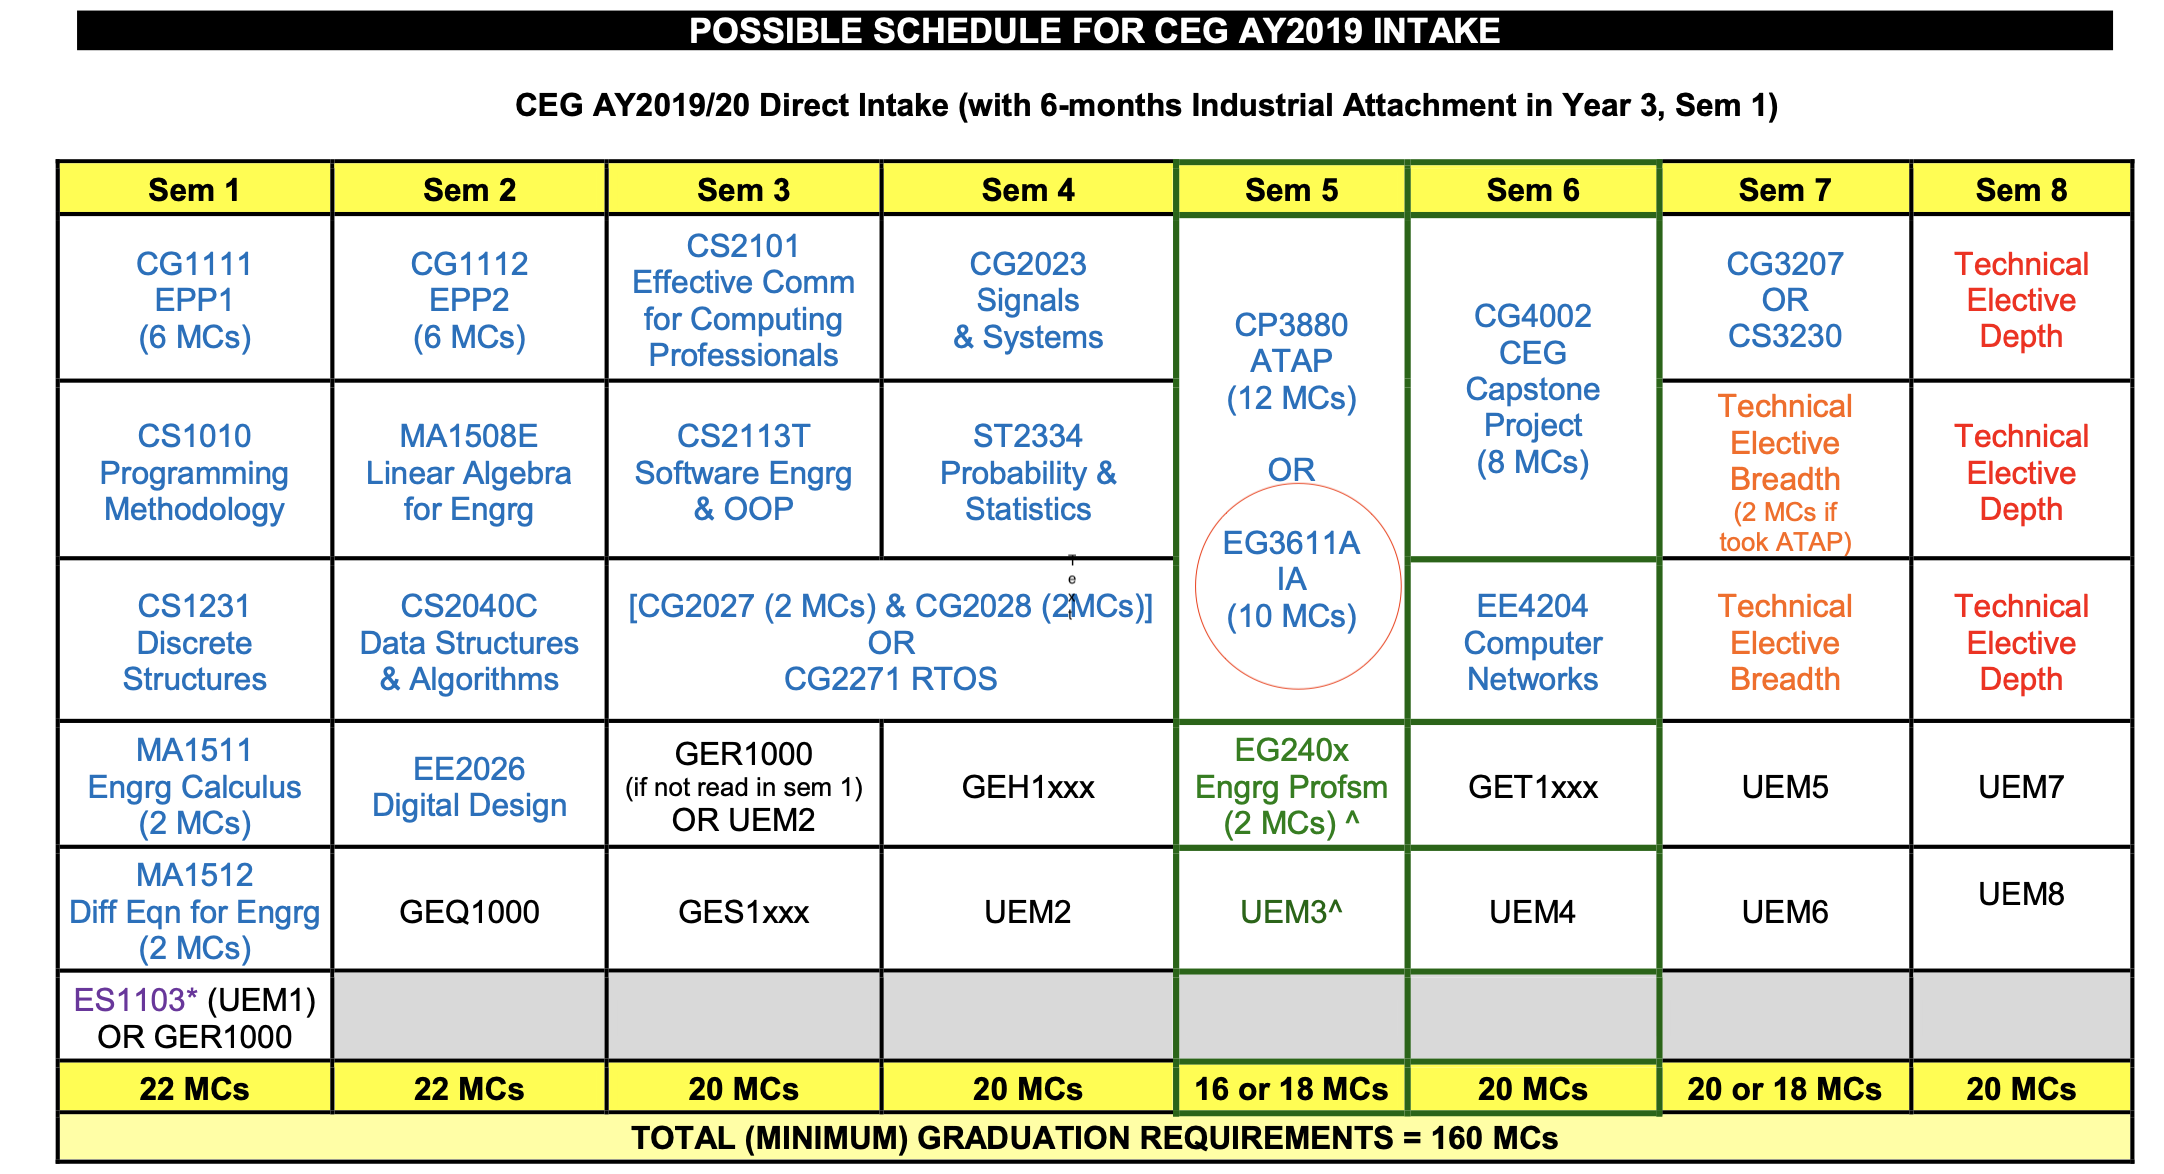 POSSIBLE SCHEDULE FOR CEG AY2019 INTAKE
CEG AY2019/20 Direct Intake (with 6-months Industrial Attachment in Year 3, Sem 1)
Sem 1
Sem 2
Sem 3
Sem 4
Sem 5
Sem 6
Sem 7
Sem 8
CG1111
EPP1
(6 MCs)
CG1112
EPP2
(6 MCs)
CS2101
Effective Comm
for Computing
Professionals
CG2023
Signals
& Systems
CP3880
ATAP
(12 MCs)
OR
EG3611A
IA
(10 MCs)
CG4002
CEG
Capstone
Project
(8 MCs)
CG3207
OR
CS3230
Technical
Elective
Depth
CS1010
Programming
Methodology
MA1508E
Linear Algebra
for Engrg
CS2113T
Software Engrg
& OOP
ST2334
Probability &
Statistics
Technical
Elective
Breadth
(2 MCs if
took ATAP)
Technical
Elective
Depth
CS1231
Discrete
Structures
CS2040C
Data Structures
& Algorithms
[CG2027 (2 MCs) & CG2028 (2MCs)]
OR
CG2271 RTOS
T
e
x
t
EE4204
Computer
Networks
Technical
Elective
Breadth
Technical
Elective
Depth
MA1511
Engrg Calculus
(2 MCs)
EE2026
Digital Design
GER1000
(if not read in sem 1)
OR UEM2
GEH1xxx
EG240x
Engrg Profsm
(2 MCs) ^
GET1xxx
UEM5
UEM7
MA1512
Diff Eqn for Engrg
(2 MCs)
GEQ1000
GES1xxx
UEM2
UEM3^
UEM4
UEM6
UEM8
ES1103* (UEM1)
OR GER1000
22 MCs
22 MCs
20 MCs
20 MCs
16 or 18 MCs
20 MCs
20 or 18 MCs
20 MCs
TOTAL (MINIMUM) GRADUATION REQUIREMENTS = 160 MCs